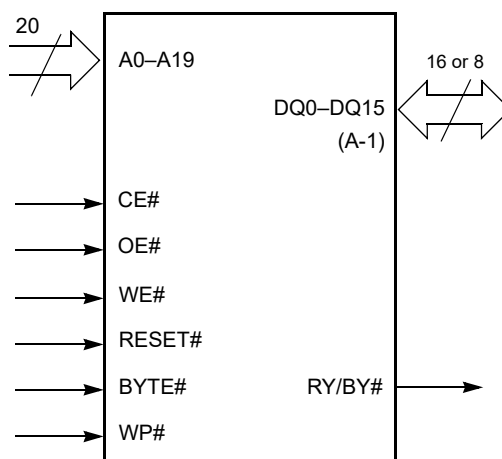 20
A0–A19
16 or 8
DQ0–DQ15
(A-1)
CE#
OE#
WE#
RESET#
BYTE#
RY/BY#
WP#